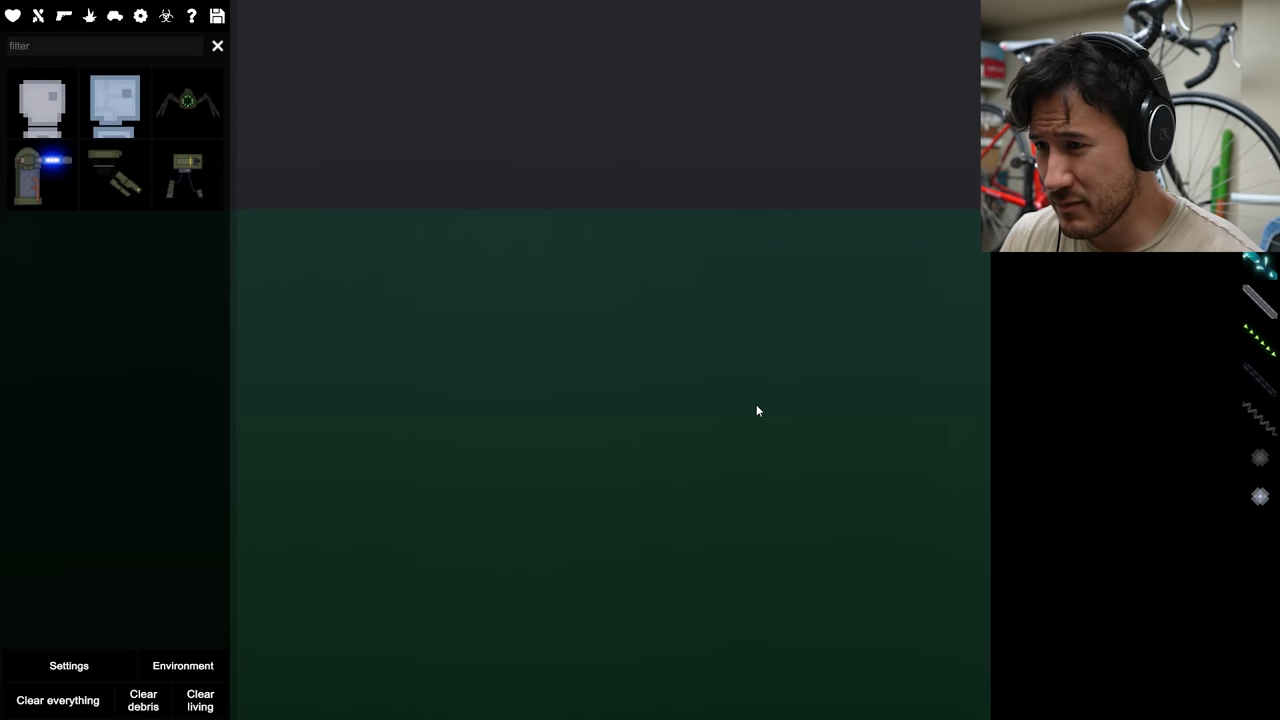 filter
Settings
Environment
Clear everything
Clear debris
Clear living